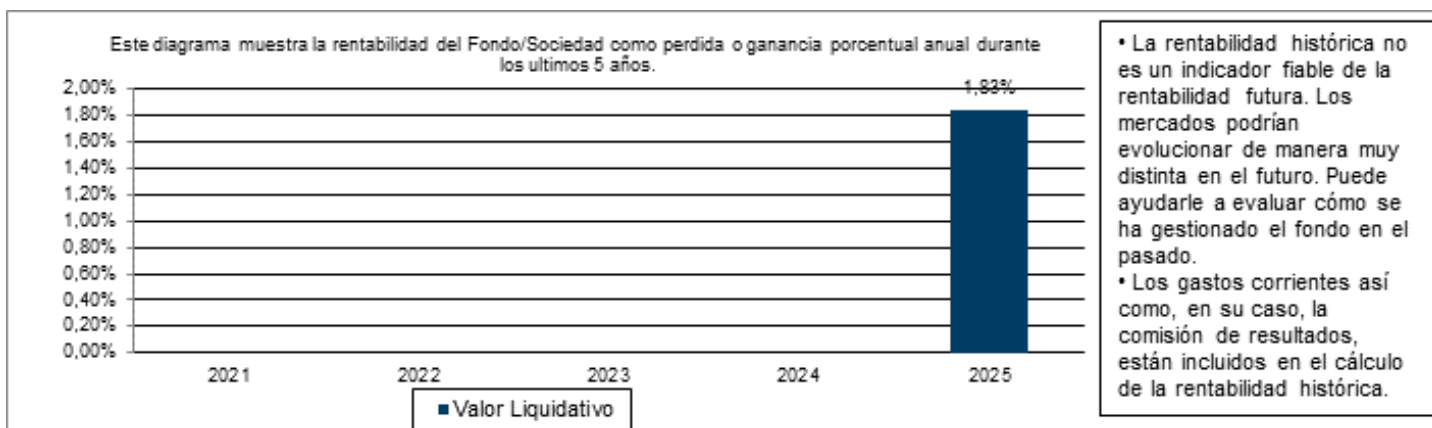 Este diagrama muestra la rentabilidad del Fondo/Sociedad como perdida o ganancia porcentual anual durante
los ultimos 5 años.
2,00%
1,80%
1,60%
1,40%
1,20%
1,00%
0,80%
0,60%
0,40%
0,20%
0,00%
1,83%
2021 2022 2023 2024 2025
Valor Liquidativo
• La rentabilidad histórica no
es un indicador fiable de la
rentabilidad futura. Los
mercados podrían
evolucionar de manera muy
distinta en el futuro. Puede
ayudarle a evaluar cómo se
ha gestionado el fondo en el
pasado.
• Los gastos corrientes así
como, en su caso, la
comisión de resultados,
están incluidos en el cálculo
de la rentabilidad histórica.